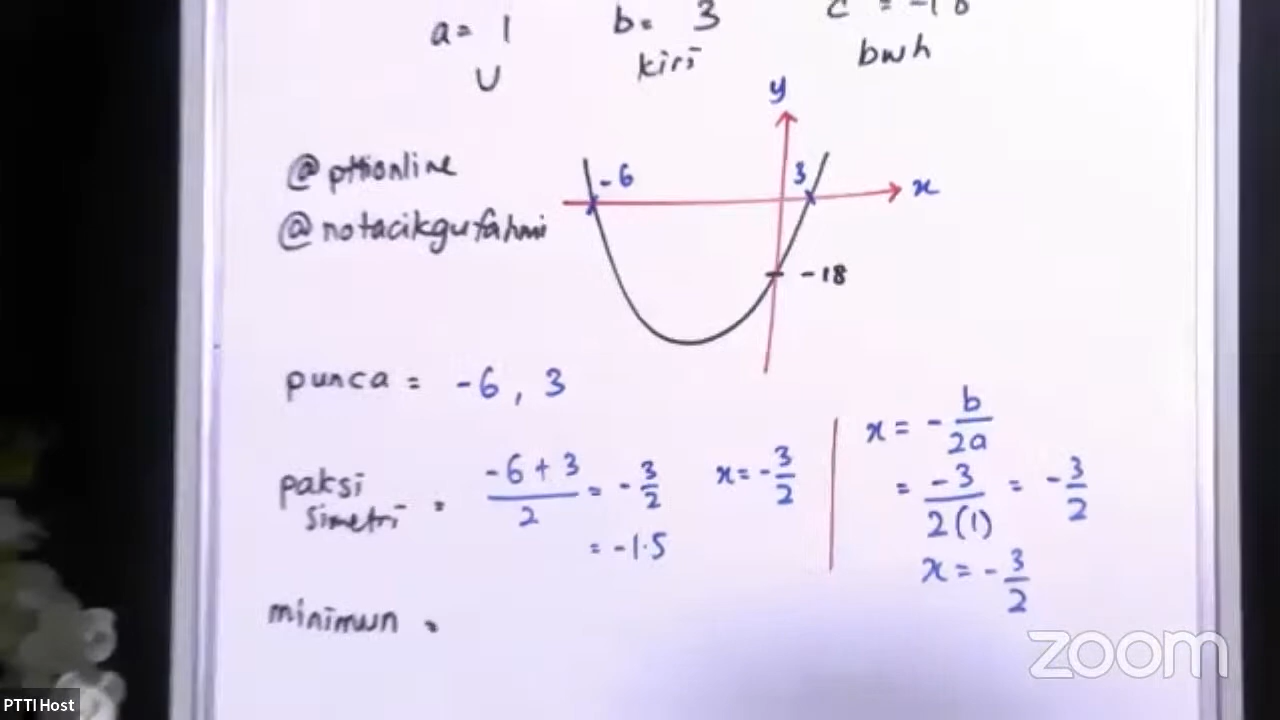 a = 1 b = 3 c = -18
U kiri bwh
y
-6 3 x
@pttionline
@notacikgufahmi
-18
punca = -6, 3
paksi simetri = (-6 + 3)/2 = -3/2 x = -3/2
= -1.5
x = -b/2a
= -3/2(1) = -3/2
x = -3/2
minimun =
zoom
PTTI Host